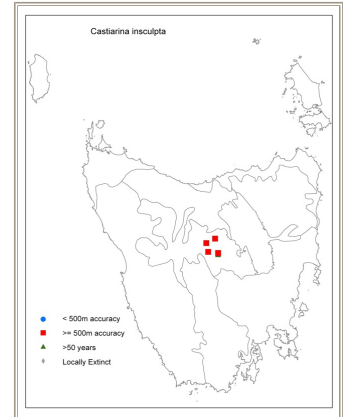 Castiarina insculpta
< 500m accuracy
>= 500m accuracy
>50 years
Locally Extinct